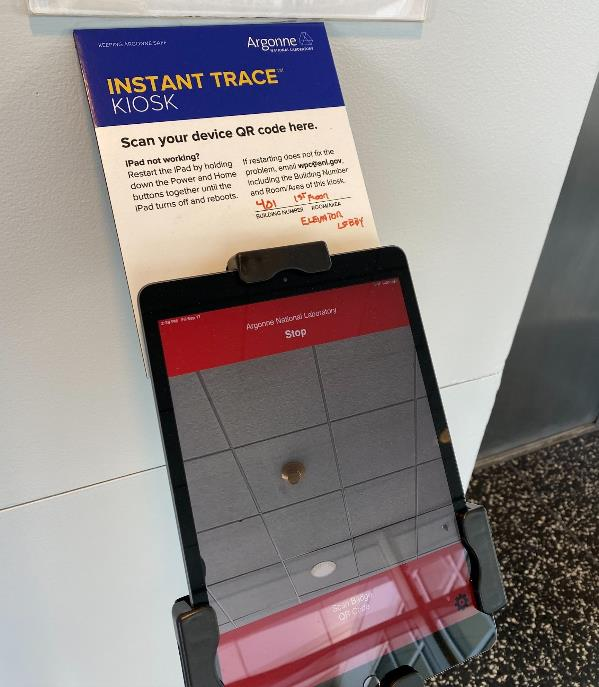 KEEPING ARGONNE SAFE
Argonne
NATIONAL LABORATORY
INSTANT TRACE℠
KIOSK
Scan your device QR code here.
iPad not working?
Restart the iPad by holding
down the Power and Home
buttons together until the
iPad turns off and reboots.
If restarting does not fix the
problem, email wpc@anl.gov,
including the Building Number
and Room/Area of this kiosk.
401 1ST FLOOR
BUILDING NUMBER ROOM/AREA
ELEVATOR
LOBBY
Argonne National Laboratory
Stop
Scan Badge
QR Code